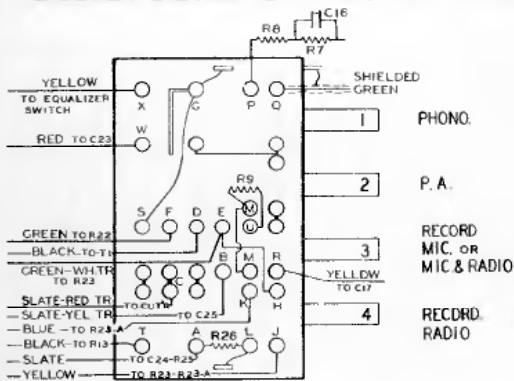 C16
R8
R7
YELLOW
TO EQUALIZER
SWITCH
X
G
P
Q
SHIELDED
GREEN
W
RED TO C23
1
PHONO.
R9
2
P. A.
S
F
D
E
M
U
GREEN TO R22
BLACK TO T1
RECORD
3
MIC. OR
MIC & RADIO
GREEN-WH. TR
TO R23
C
B
M
R
YELLOW
TO C17
SLATE-RED TR.
SLATE-YEL TR.
TO C25
K
H
4
RECORD
RADIO
BLUE - TO R23-A
BLACK - TO R13
T
A
R26
L
J
SLATE
TO C24-R25
YELLOW
TO R23-R23-A